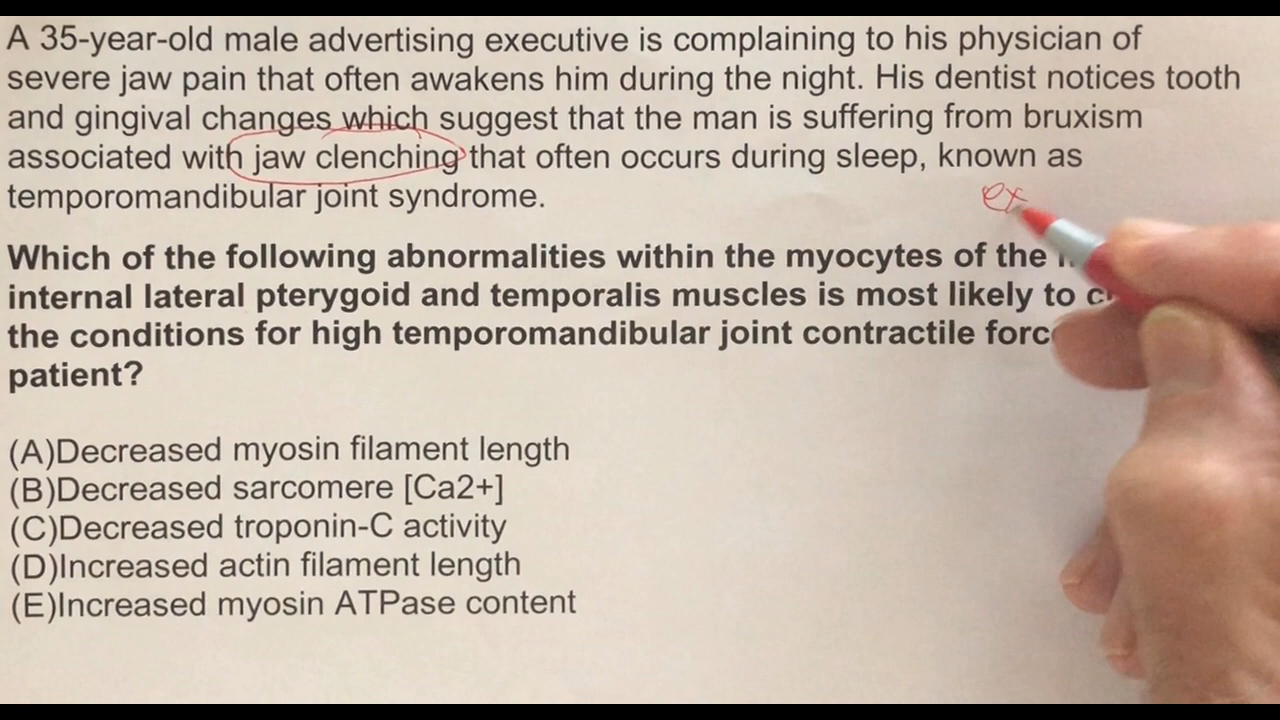 A 35-year-old male advertising executive is complaining to his physician of
severe jaw pain that often awakens him during the night. His dentist notices tooth
and gingival changes which suggest that the man is suffering from bruxism
associated with jaw clenching that often occurs during sleep, known as
temporomandibular joint syndrome.
ex
Which of the following abnormalities within the myocytes of the
internal lateral pterygoid and temporalis muscles is most likely to
the conditions for high temporomandibular joint contractile
patient?
(A)Decreased myosin filament length
(B)Decreased sarcomere [Ca2+]
(C)Decreased troponin-C activity
(D)Increased actin filament length
(E)Increased myosin ATPase content